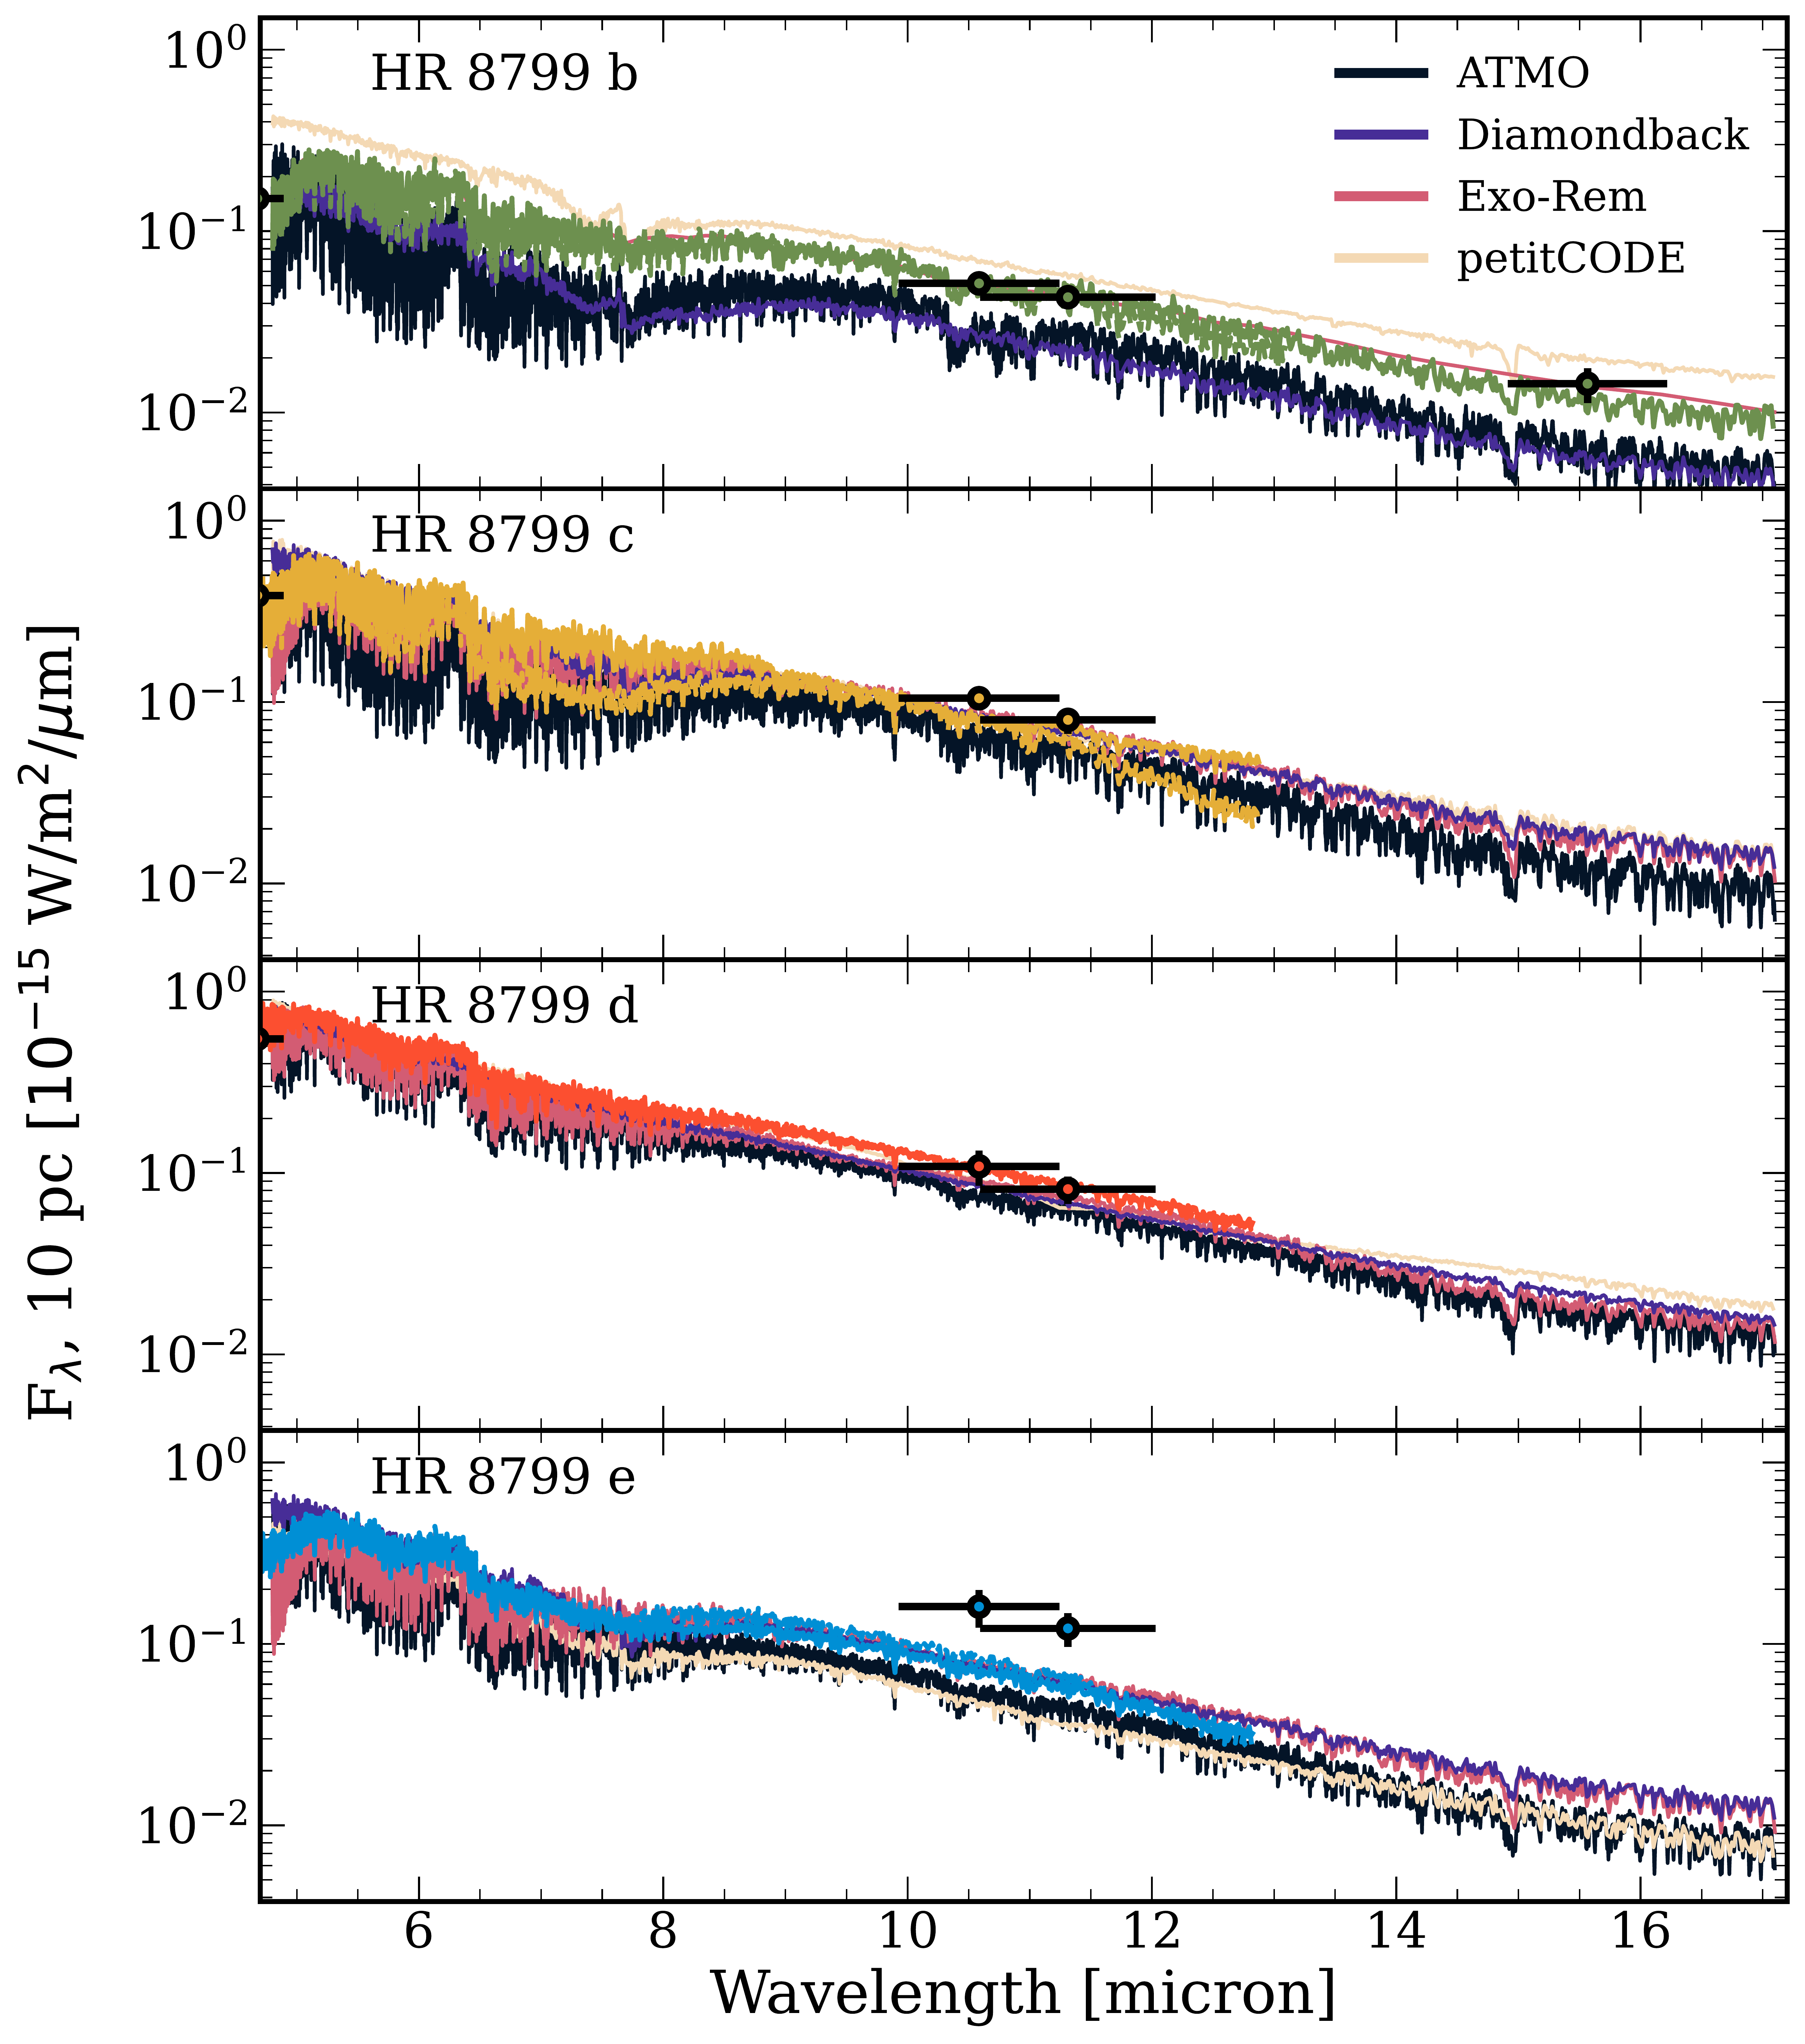 HR 8799 b
ATMO
Diamondback
Exo-Rem
petitCODE
10⁰
10⁻¹
10⁻²
HR 8799 c
10⁰
10⁻¹
10⁻²
HR 8799 d
10⁰
10⁻¹
10⁻²
HR 8799 e
10⁰
10⁻¹
10⁻²
F_λ, 10 pc [10⁻¹⁵ W/m²/μm]
6 8 10 12 14 16
Wavelength [micron]